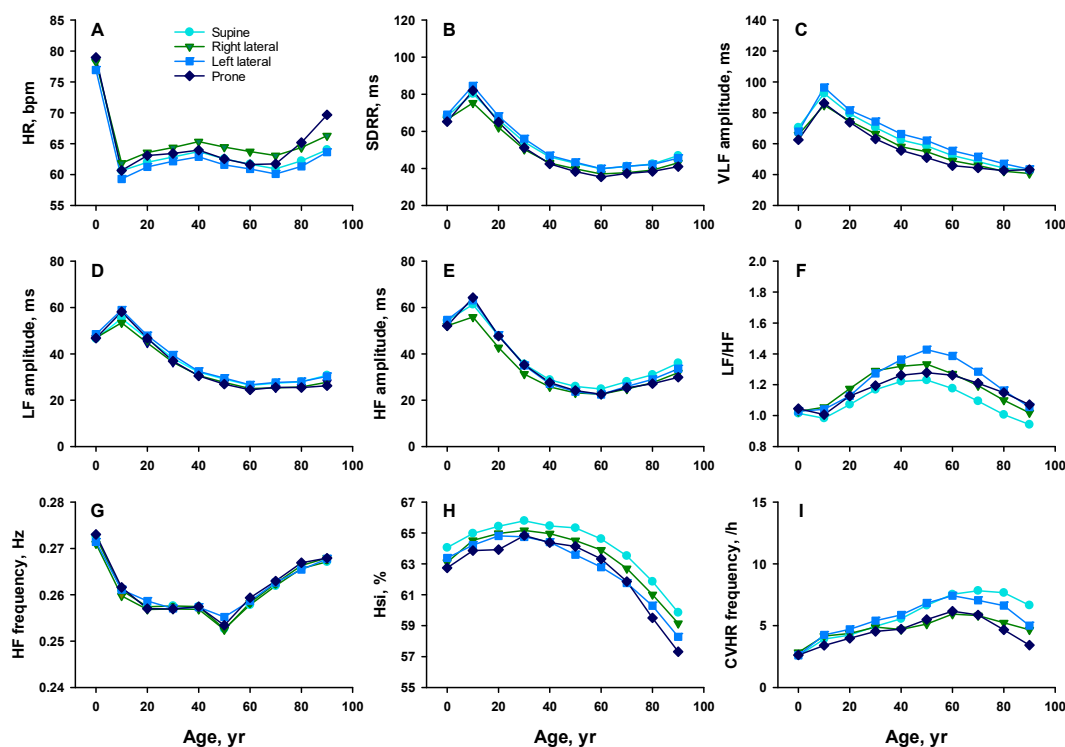 A
Supine
Right lateral
Left lateral
Prone
HR, bpm
85
80
75
70
65
60
55
0 20 40 60 80 100
B
SDRR, ms
120
100
80
60
40
20
0 20 40 60 80 100
C
VLF amplitude, ms
120
100
80
60
40
20
0 20 40 60 80 100
D
LF amplitude, ms
80
60
40
20
0
0 20 40 60 80 100
E
HF amplitude, ms
80
60
40
20
0
0 20 40 60 80 100
F
LF/HF
2.0
1.8
1.6
1.4
1.2
1.0
0.8
0 20 40 60 80 100
G
HF frequency, Hz
0.28
0.27
0.26
0.25
0.24
0 20 40 60 80 100
Age, yr
H
Hsi, %
67
65
63
61
59
57
55
0 20 40 60 80 100
Age, yr
I
CVHR frequency, /h
15
10
5
0
0 20 40 60 80 100
Age, yr